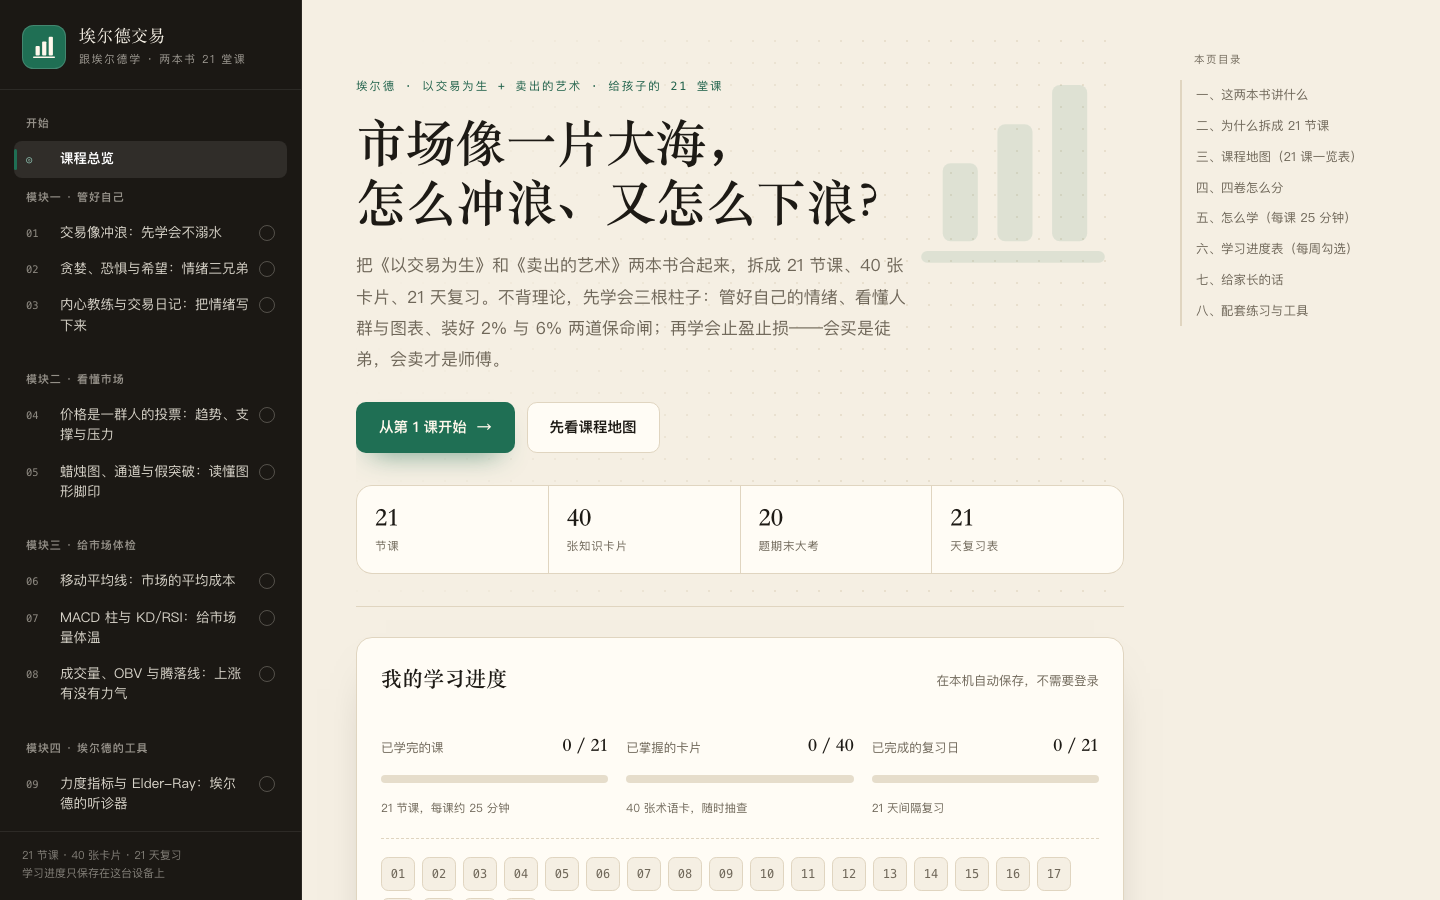 埃尔德交易
跟埃尔德学 · 两本书 21 堂课
开始
◎ 课程总览
模块一 · 管好自己
01 交易像冲浪：先学会不溺水
02 贪婪、恐惧与希望：情绪三兄弟
03 内心教练与交易日记：把情绪写
下来
模块二 · 看懂市场
04 价格是一群人的投票：趋势、支
撑与压力
05 蜡烛图、通道与假突破：读懂图
形脚印
模块三 · 给市场体检
06 移动平均线：市场的平均成本
07 MACD 柱与 KD/RSI：给市场
量体温
08 成交量、OBV 与腾落线：上涨
有没有力气
模块四 · 埃尔德的工具
09 力度指标与 Elder-Ray：埃尔
德的听诊器
21 节课 · 40 张卡片 · 21 天复习
学习进度只保存在这台设备上
埃尔德 · 以交易为生 + 卖出的艺术 · 给孩子的 21 堂课
市场像一片大海，
怎么冲浪、又怎么下浪？
把《以交易为生》和《卖出的艺术》两本书合起来，拆成 21 节课、40 张
卡片、21 天复习。不背理论，先学会三根柱子：管好自己的情绪、看懂人
群与图表、装好 2% 与 6% 两道保命闸；再学会止盈止损——会买是徒
弟，会卖才是师傅。
从第 1 课开始 →
先看课程地图
21
节课
40
张知识卡片
20
题期末大考
21
天复习表
我的学习进度
在本机自动保存，不需要登录
已学完的课 0 / 21
21 节课，每课约 25 分钟
已掌握的卡片 0 / 40
40 张术语卡，随时抽查
已完成的复习日 0 / 21
21 天间隔复习
01 02 03 04 05 06 07 08 09 10 11 12 13 14 15 16 17
本页目录
一、这两本书讲什么
二、为什么拆成 21 节课
三、课程地图（21 课一览表）
四、四卷怎么分
五、怎么学（每课 25 分钟）
六、学习进度表（每周勾选）
七、给家长的话
八、配套练习与工具